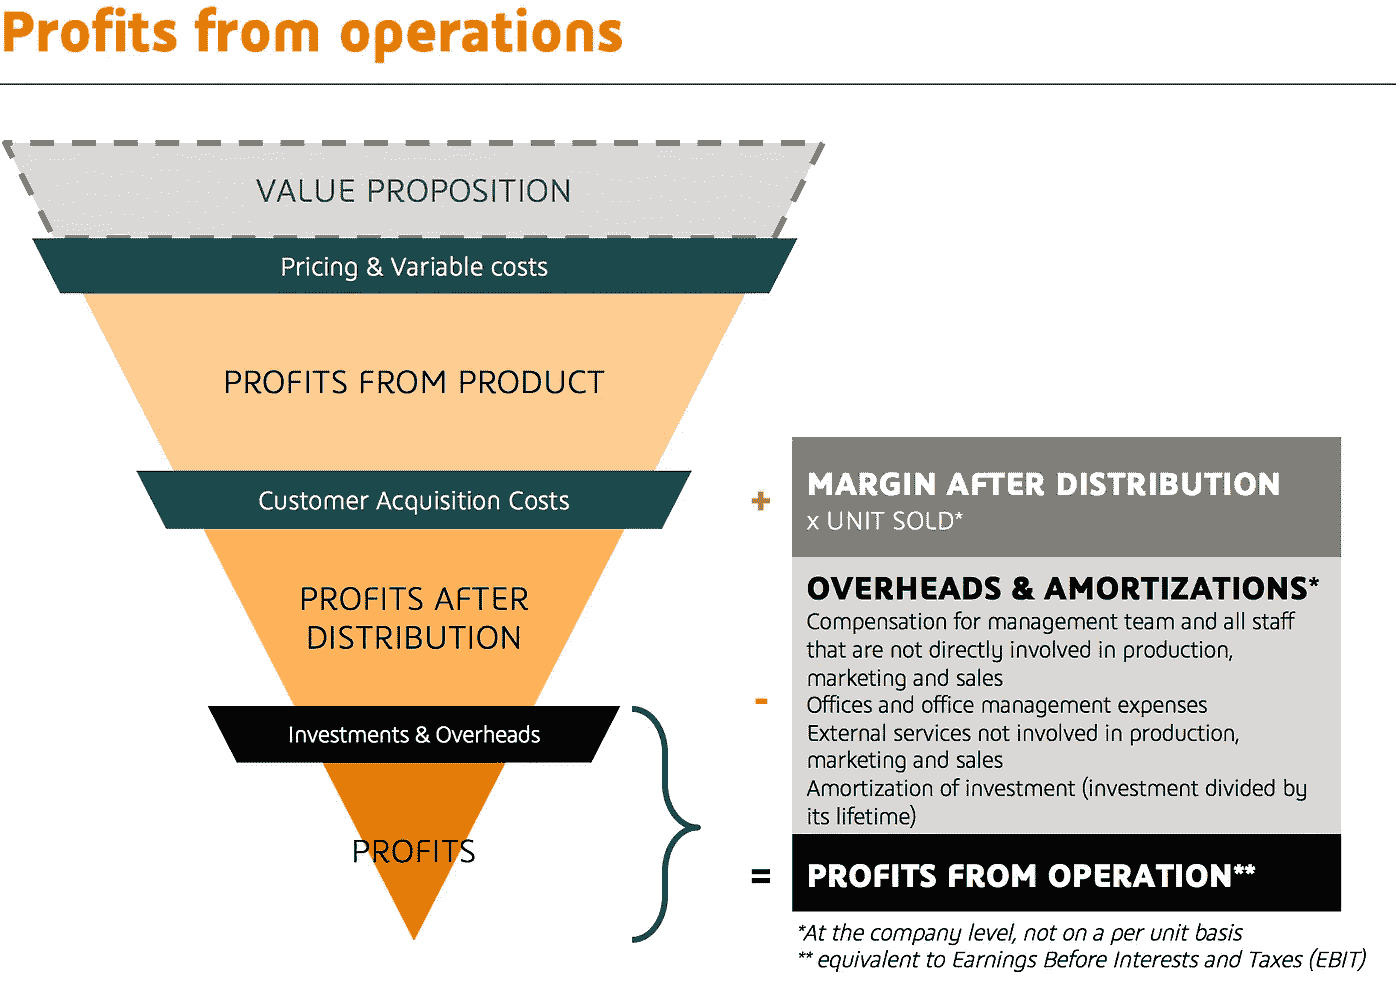 Profits from operations
VALUE PROPOSITION
Pricing & Variable costs
PROFITS FROM PRODUCT
Customer Acquisition Costs
PROFITS AFTER
DISTRIBUTION
Investments & Overheads
PROFITS
+
MARGIN AFTER DISTRIBUTION
x UNIT SOLD*
-
OVERHEADS & AMORTIZATIONS*
Compensation for management team and all staff
that are not directly involved in production,
marketing and sales
Offices and office management expenses
External services not involved in production,
marketing and sales
Amortization of investment (investment divided by
its lifetime)
=
PROFITS FROM OPERATION**
*At the company level, not on a per unit basis
** equivalent to Earnings Before Interests and Taxes (EBIT)